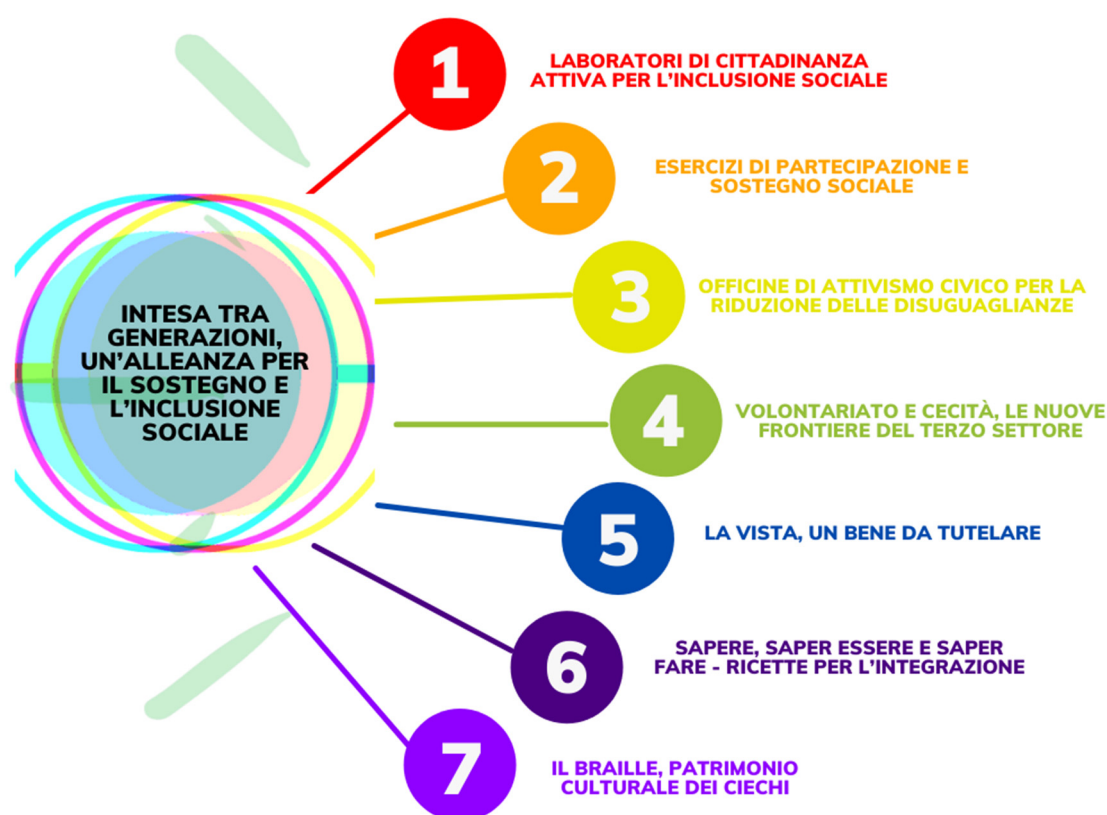 INTESA TRA
GENERAZIONI,
UN'ALLEANZA PER
IL SOSTEGNO E
L'INCLUSIONE
SOCIALE
1
LABORATORI DI CITTADINANZA
ATTIVA PER L'INCLUSIONE SOCIALE
2
ESERCIZI DI PARTECIPAZIONE E
SOSTEGNO SOCIALE
3
OFFICINE DI ATTIVISMO CIVICO PER LA
RIDUZIONE DELLE DISUGUAGLIANZE
4
VOLONTARIATO E CECITÀ, LE NUOVE
FRONTIERE DEL TERZO SETTORE
5
LA VISTA, UN BENE DA TUTELARE
6
SAPERE, SAPER ESSERE E SAPER
FARE - RICETTE PER L'INTEGRAZIONE
7
IL BRAILLE, PATRIMONIO
CULTURALE DEI CIECHI